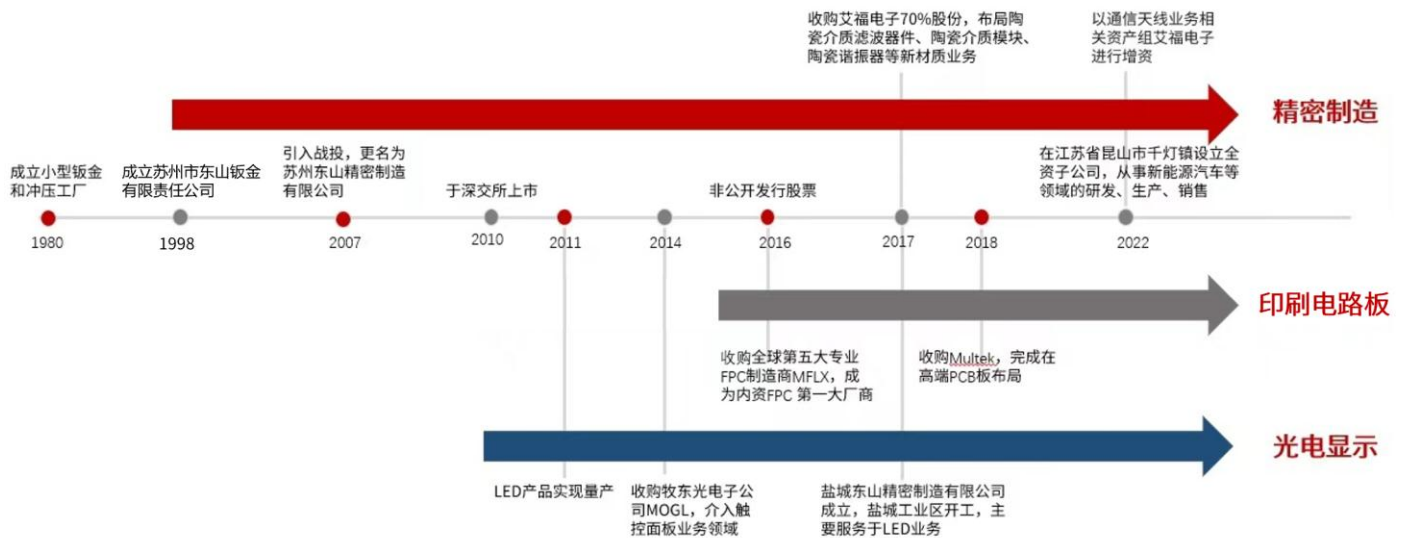 收购艾福电子70%股份，布局陶
瓷介质滤波器件、陶瓷介质模块、
陶瓷谐振器等新材质业务
以通信天线业务相
关资产组艾福电子
进行增资
精密制造
成立小型钣金
和冲压工厂
成立苏州市东山钣金
有限责任公司
引入战投，更名为
苏州东山精密制造
有限公司
于深交所上市
非公开发行股票
在江苏省昆山市千灯镇设立全
资子公司，从事新能源汽车等
领域的研发、生产、销售
1980
1998
2007
2010
2011
2014
2016
2017
2018
2022
印刷电路板
收购全球第五大专业
FPC制造商MFLX，成
为内资FPC 第一大厂商
收购Multek，完成在
高端PCB板布局
光电显示
LED产品实现量产
收购牧东光电子公
司MOGL，介入触
控面板业务领域
盐城东山精密制造有限公司
成立，盐城工业区开工，主
要服务于LED业务